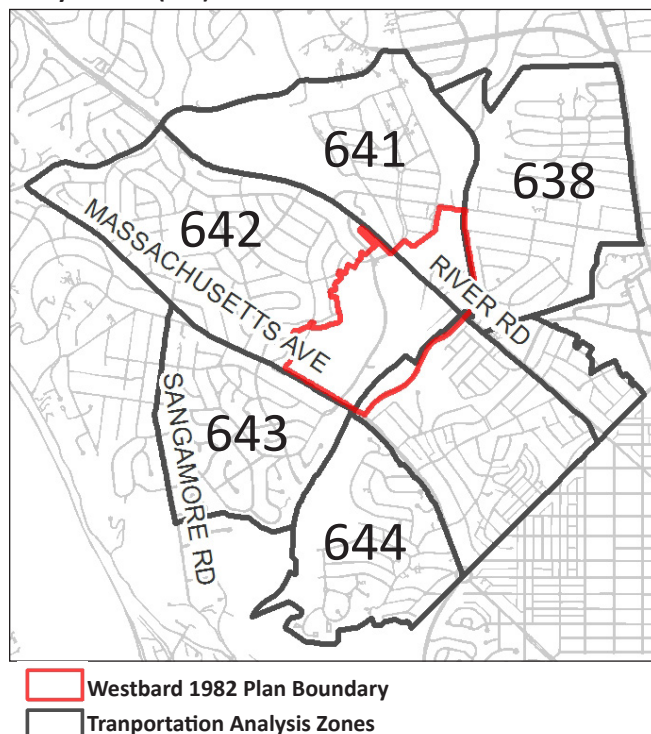 641
638
642
MASSACHUSETTS AVE
RIVER RD
643
SANGAMORE RD
644
Westbard 1982 Plan Boundary
Tranportation Analysis Zones